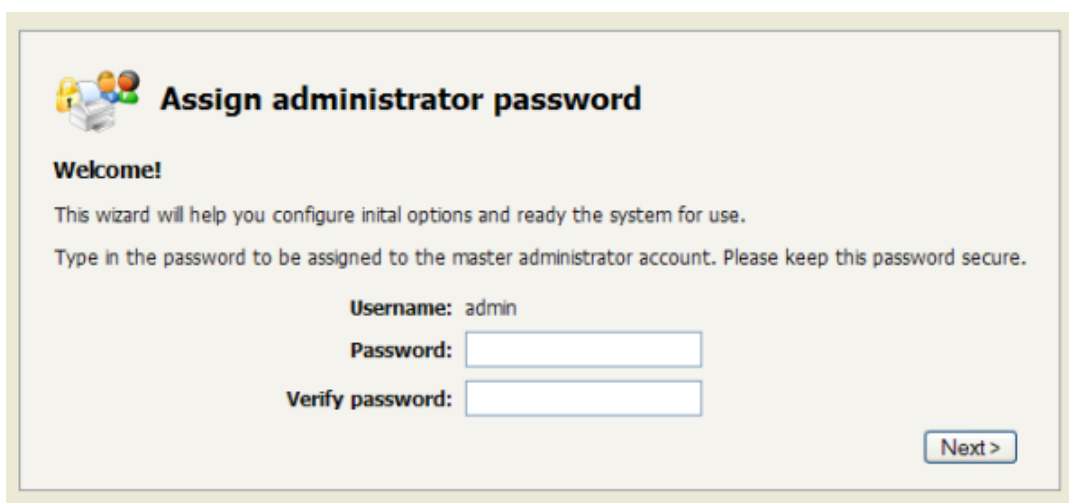 Assign administrator password
Welcome!
This wizard will help you configure inital options and ready the system for use.
Type in the password to be assigned to the master administrator account. Please keep this password secure.
Username: admin
Password:
Verify password:
Next >